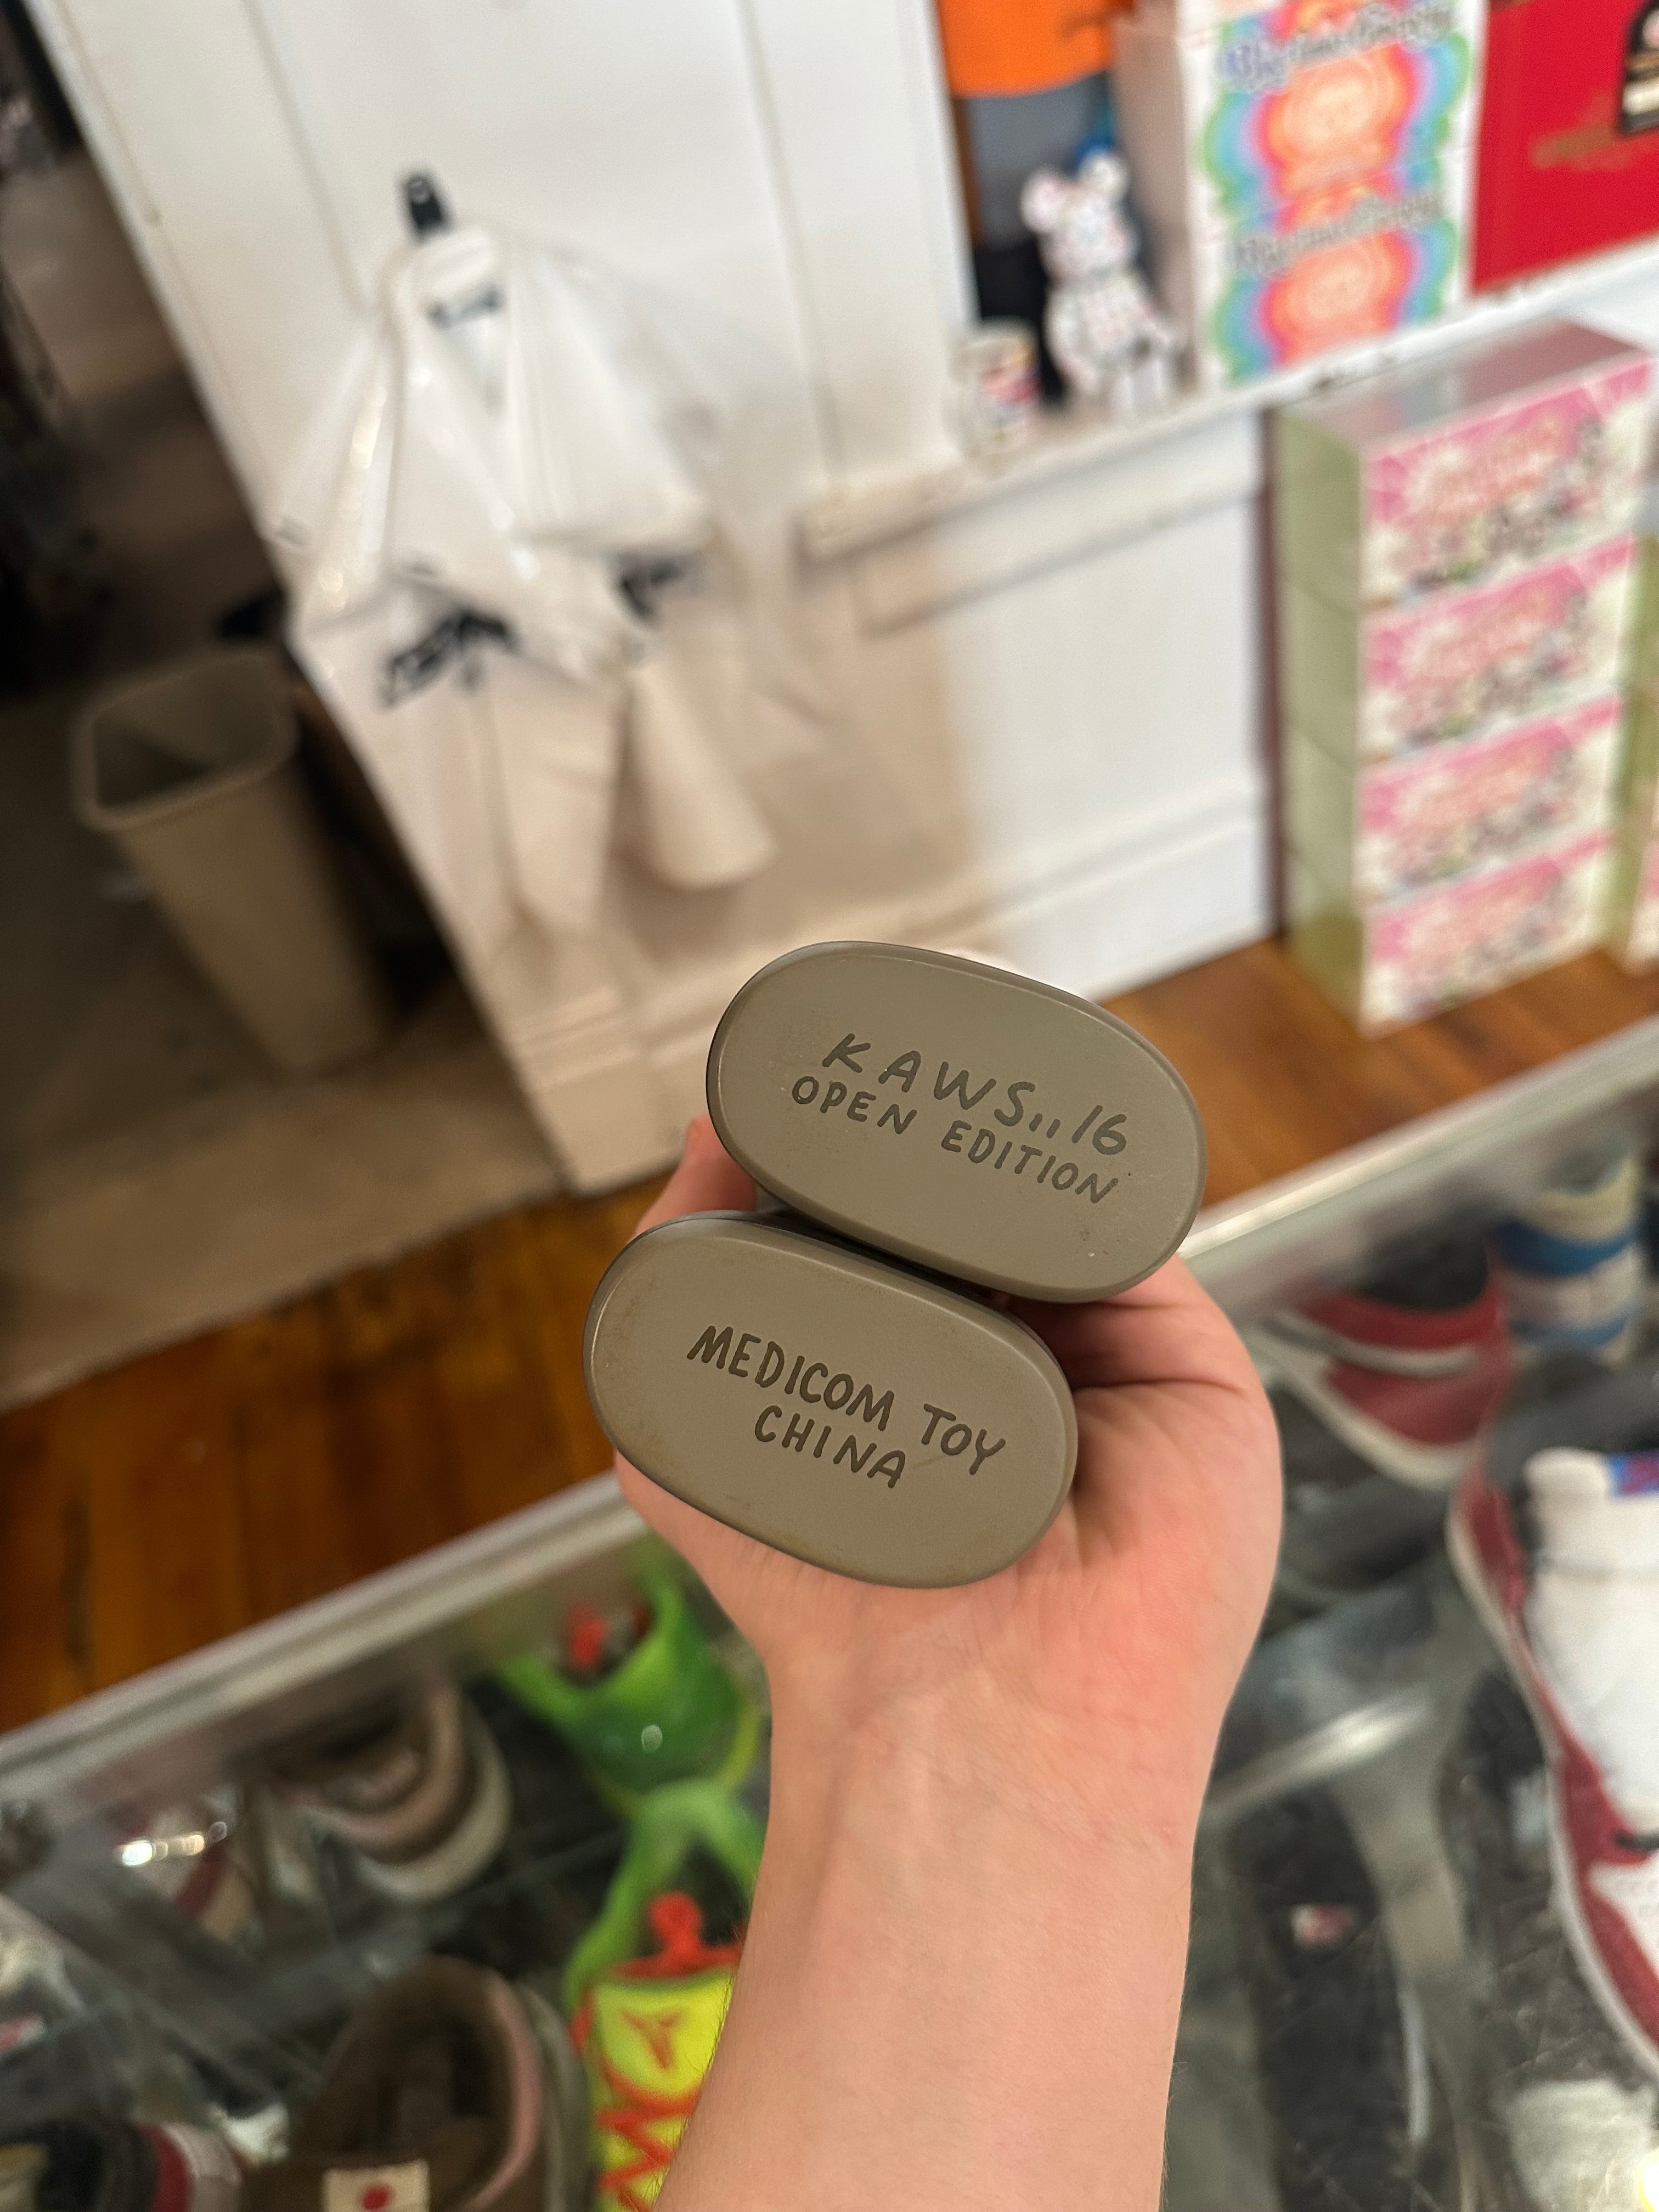 KAWS,,16
OPEN EDITION
MEDICOM TOY
CHINA